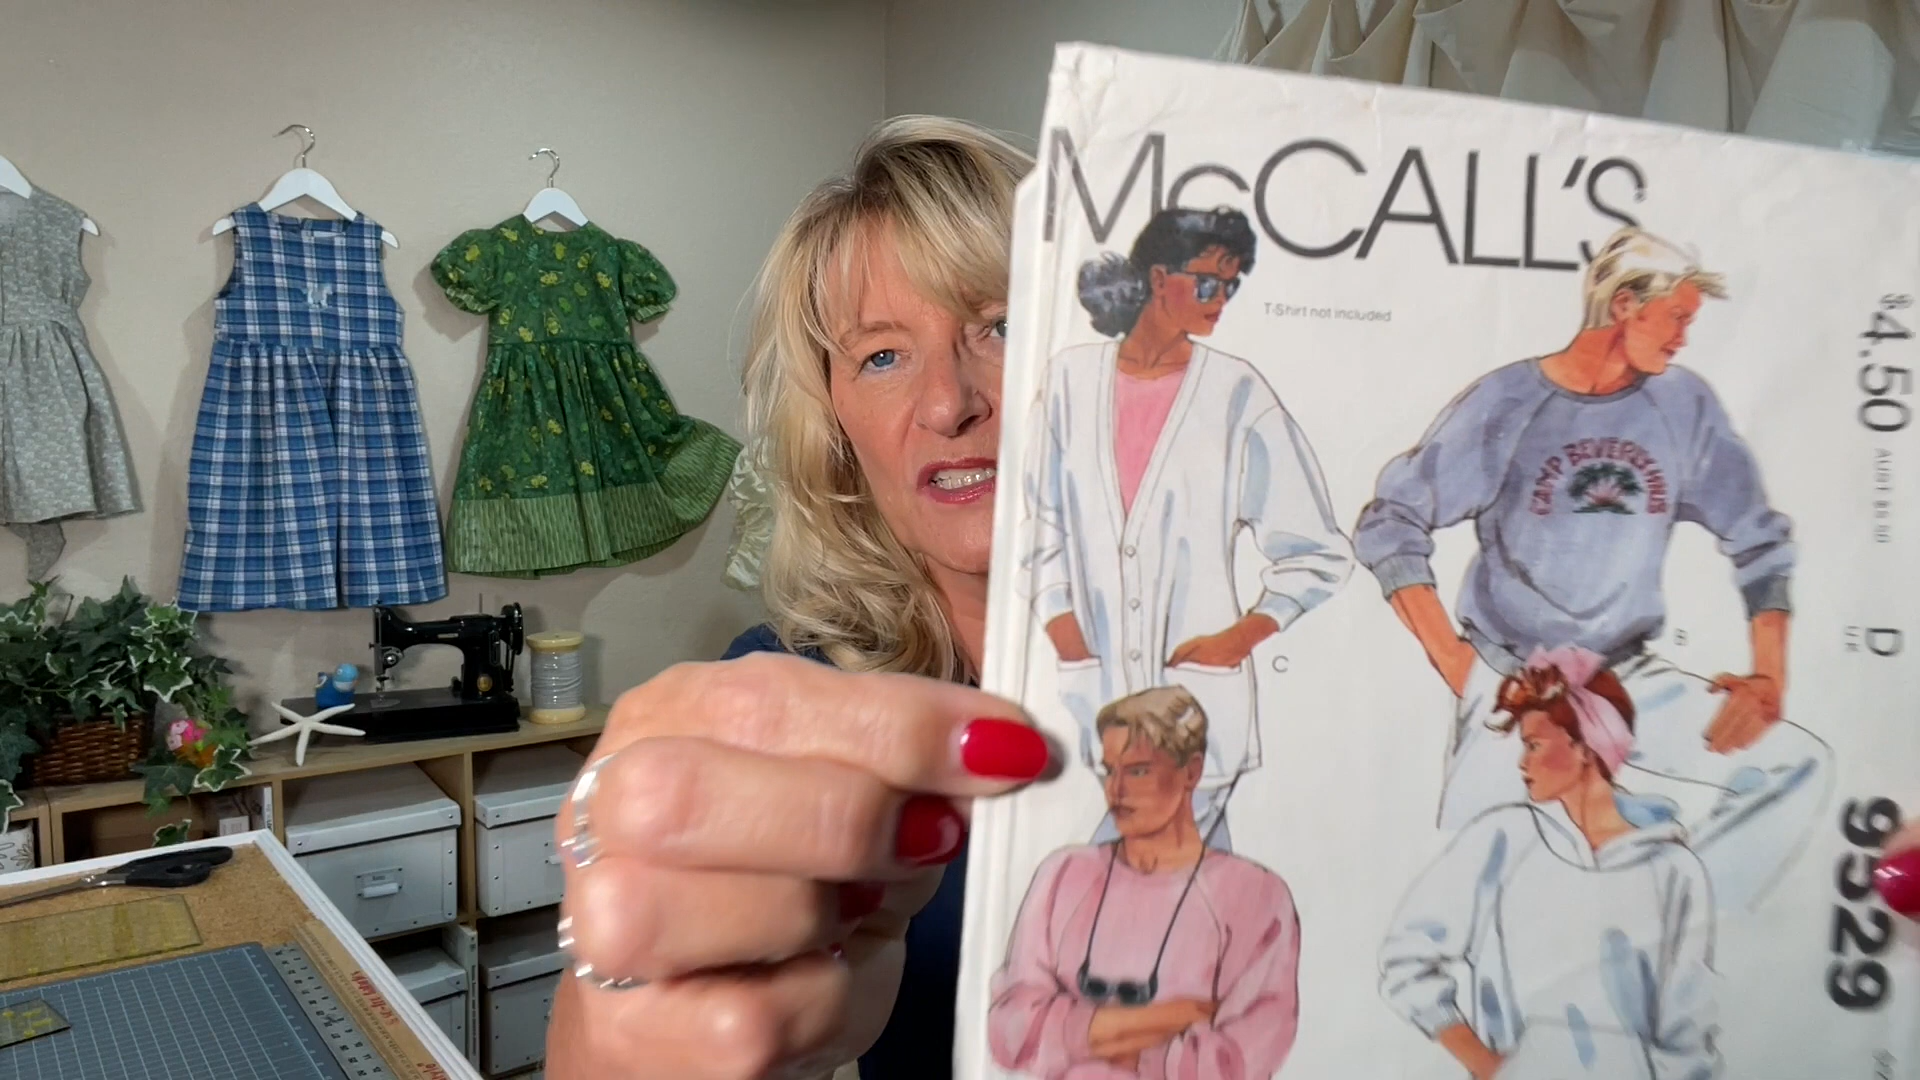 McCALL'S
T-Shirt not included
$4.50
CAMP BEVERLY HILLS
D
B
C
9529